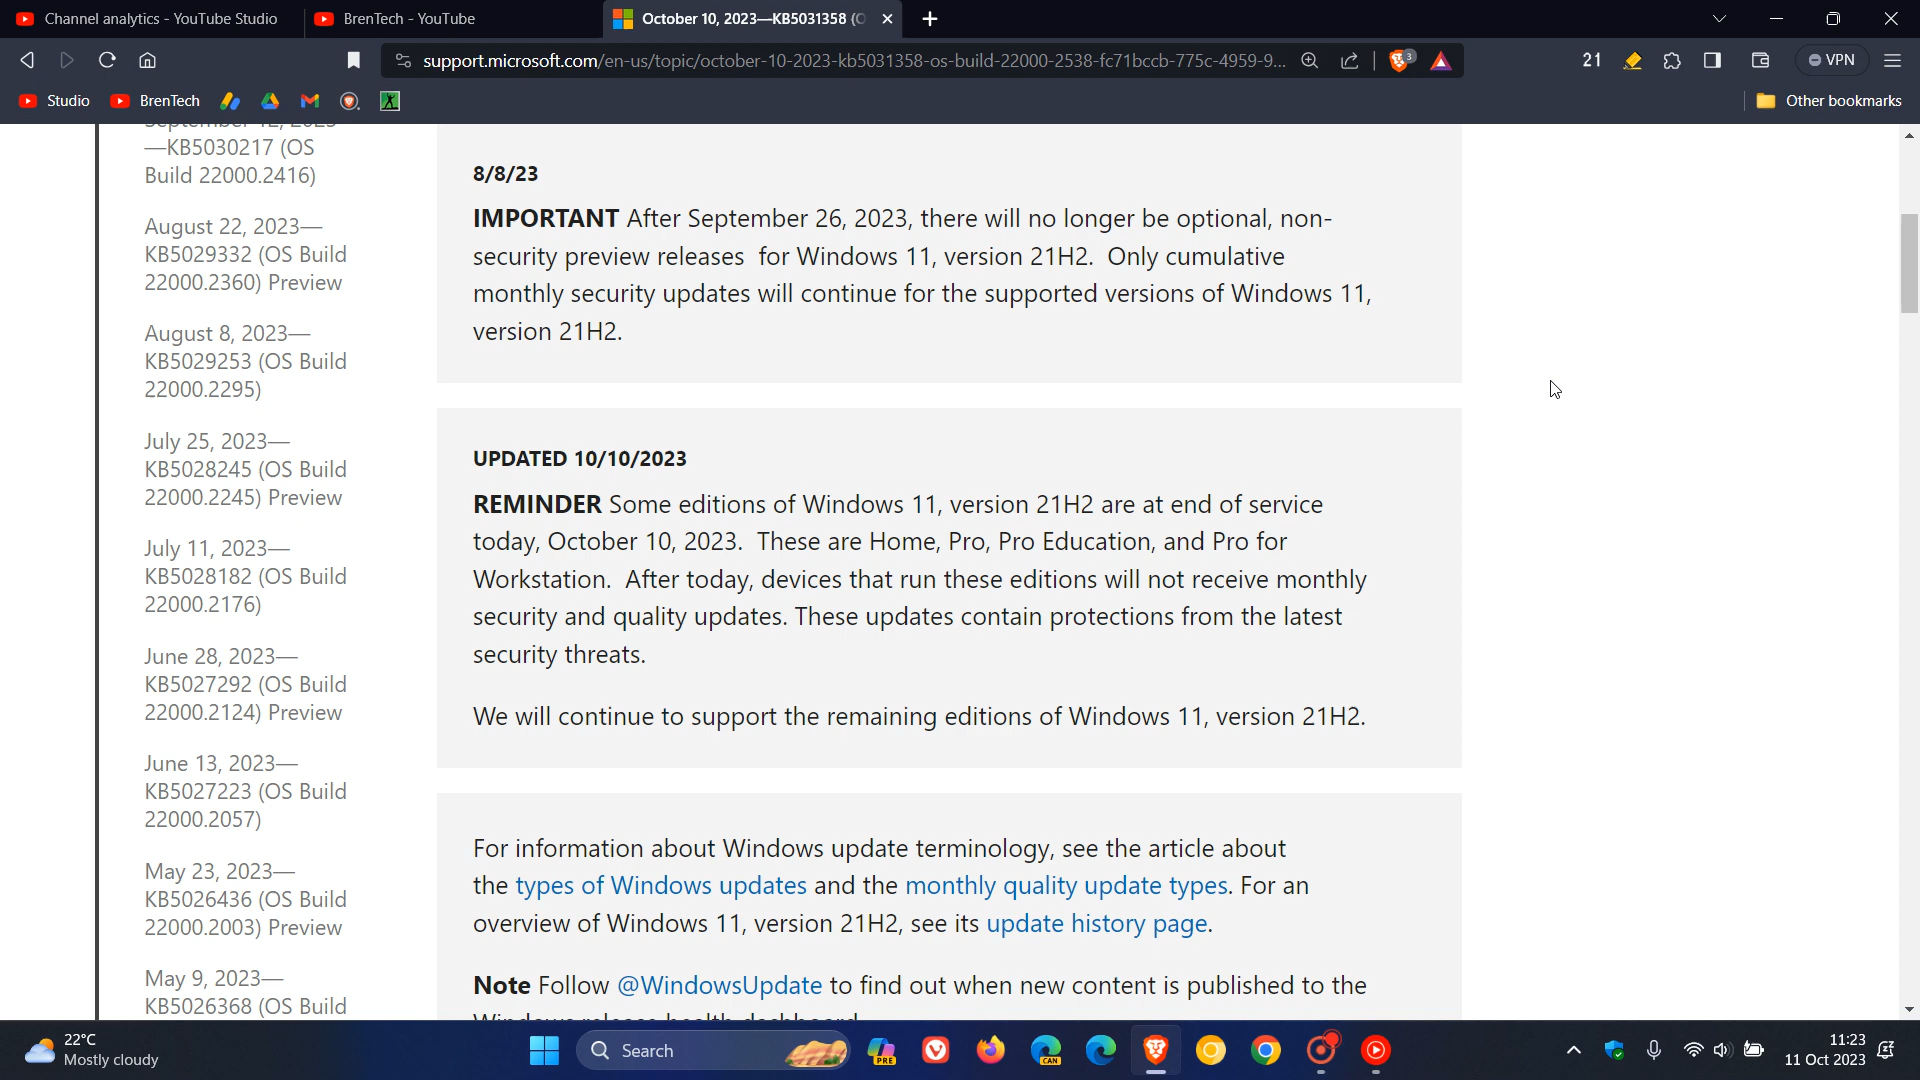 Channel analytics - YouTube Studio
BrenTech - YouTube
October 10, 2023—KB5031358 (O
support.microsoft.com/en-us/topic/october-10-2023-kb5031358-os-build-22000-2538-fc71bccb-775c-4959-9...
3
21
VPN
Studio
BrenTech
Other bookmarks
September 12, 2023
—KB5030217 (OS
Build 22000.2416)
August 22, 2023—
KB5029332 (OS Build
22000.2360) Preview
August 8, 2023—
KB5029253 (OS Build
22000.2295)
July 25, 2023—
KB5028245 (OS Build
22000.2245) Preview
July 11, 2023—
KB5028182 (OS Build
22000.2176)
June 28, 2023—
KB5027292 (OS Build
22000.2124) Preview
June 13, 2023—
KB5027223 (OS Build
22000.2057)
May 23, 2023—
KB5026436 (OS Build
22000.2003) Preview
May 9, 2023—
KB5026368 (OS Build
8/8/23
IMPORTANT After September 26, 2023, there will no longer be optional, non-
security preview releases  for Windows 11, version 21H2.  Only cumulative
monthly security updates will continue for the supported versions of Windows 11,
version 21H2.
UPDATED 10/10/2023
REMINDER Some editions of Windows 11, version 21H2 are at end of service
today, October 10, 2023.  These are Home, Pro, Pro Education, and Pro for
Workstation.  After today, devices that run these editions will not receive monthly
security and quality updates. These updates contain protections from the latest
security threats.
We will continue to support the remaining editions of Windows 11, version 21H2.
For information about Windows update terminology, see the article about
the types of Windows updates and the monthly quality update types. For an
overview of Windows 11, version 21H2, see its update history page.
Note Follow @WindowsUpdate to find out when new content is published to the
Windows release health dashboard.
22°C
Mostly cloudy
Search
PRE
CAN
11:23
11 Oct 2023